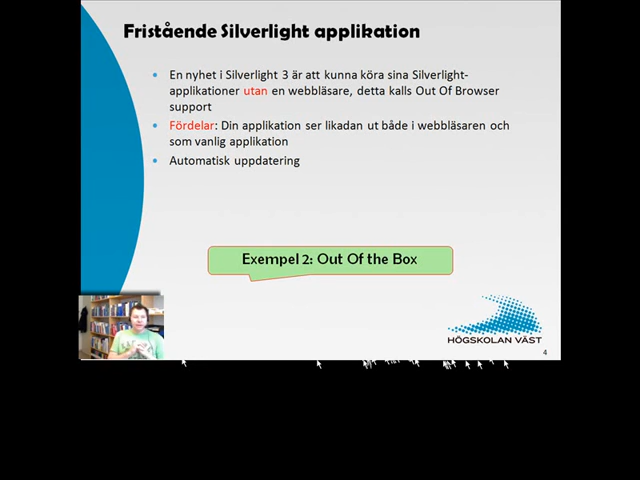 Fristående Silverlight applikation
• En nyhet i Silverlight 3 är att kunna köra sina Silverlight-
applikationer utan en webbläsare, detta kalls Out Of Browser
support
• Fördelar: Din applikation ser likadan ut både i webbläsaren och
som vanlig applikation
• Automatisk uppdatering
Exempel 2: Out Of the Box
HÖGSKOLAN VÄST
4